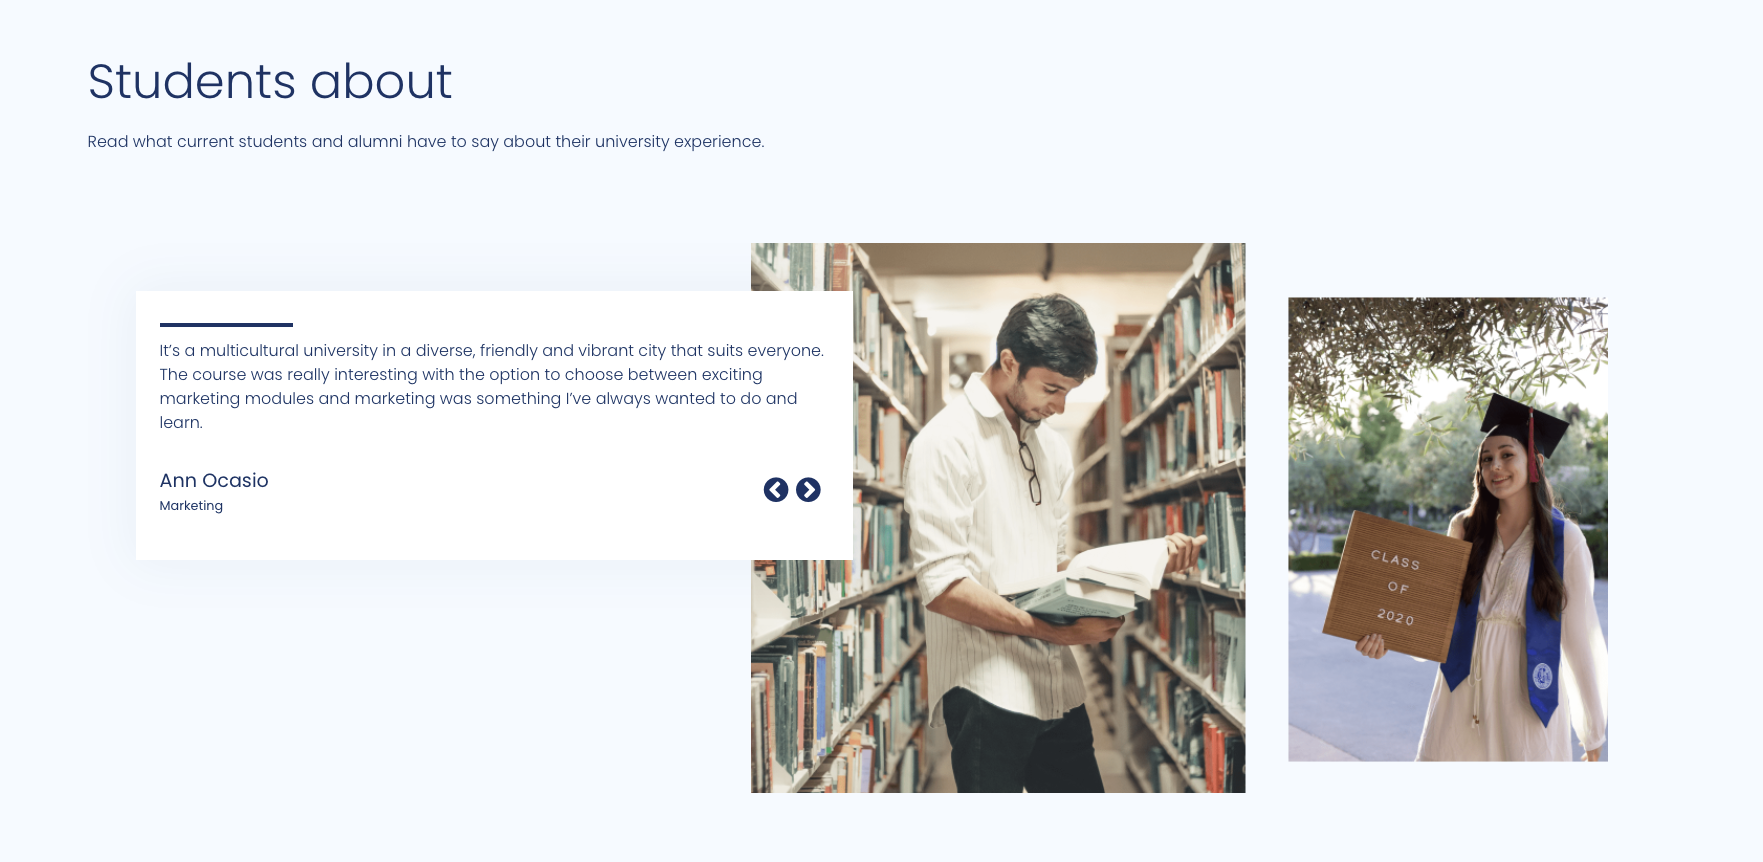 Students about
Read what current students and alumni have to say about their university experience.
It’s a multicultural university in a diverse, friendly and vibrant city that suits everyone.
The course was really interesting with the option to choose between exciting
marketing modules and marketing was something I’ve always wanted to do and
learn.
Ann Ocasio
Marketing
CLASS
OF
2020